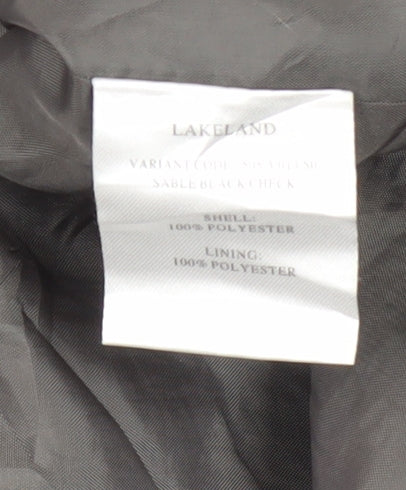 LAKELAND
VARIANT CODE:
SABLE BLACK CHECK
SHELL:
100% POLYESTER
LINING:
100% POLYESTER